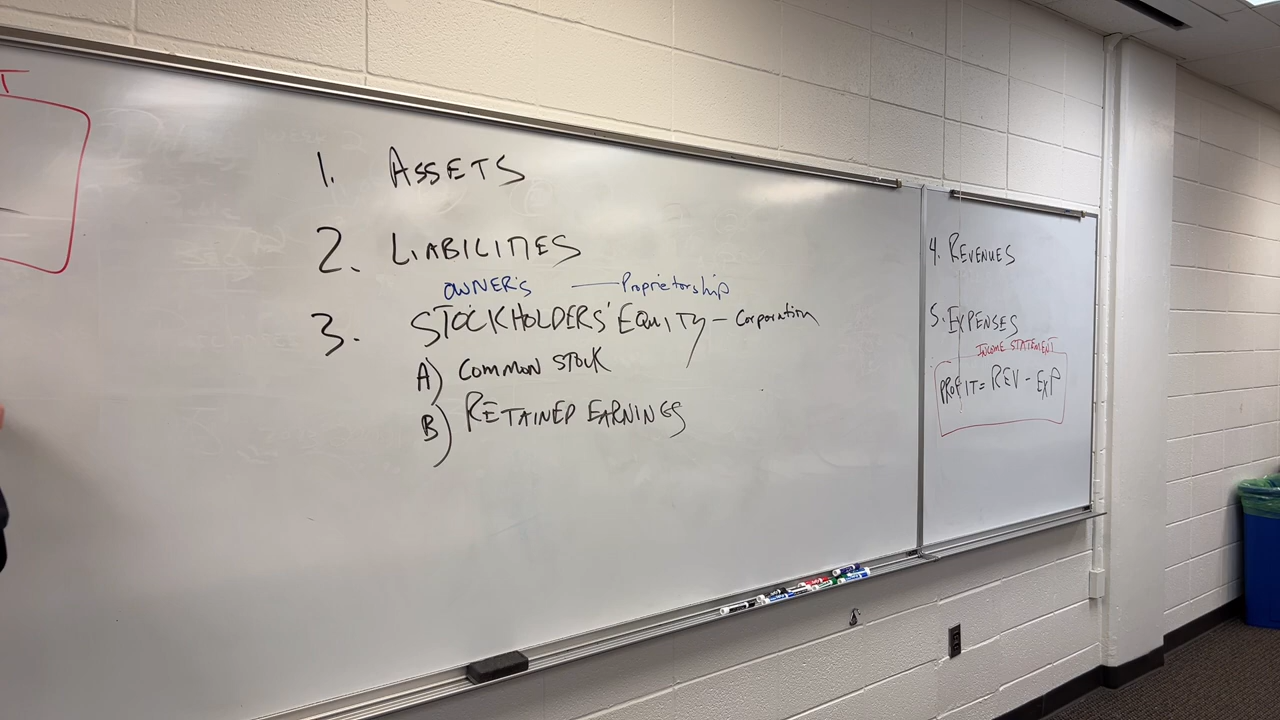 T
1. ASSETS
2. LIABILITIES
OWNER'S — Proprietorship
3. STOCKHOLDERS' EQUITY — Corporation
A) COMMON STOCK
B) RETAINED EARNINGS
4. REVENUES
5. EXPENSES
INCOME STATEMENT
PROFIT = REV - EXP